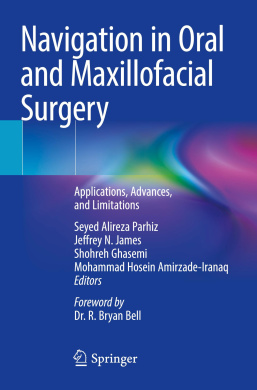 Navigation in Oral
and Maxillofacial
Surgery
Applications, Advances,
and Limitations
Seyed Alireza Parhiz
Jeffrey N. James
Shohreh Ghasemi
Mohammad Hosein Amirzade-Iranaq
Editors
Foreword by
Dr. R. Bryan Bell
Springer